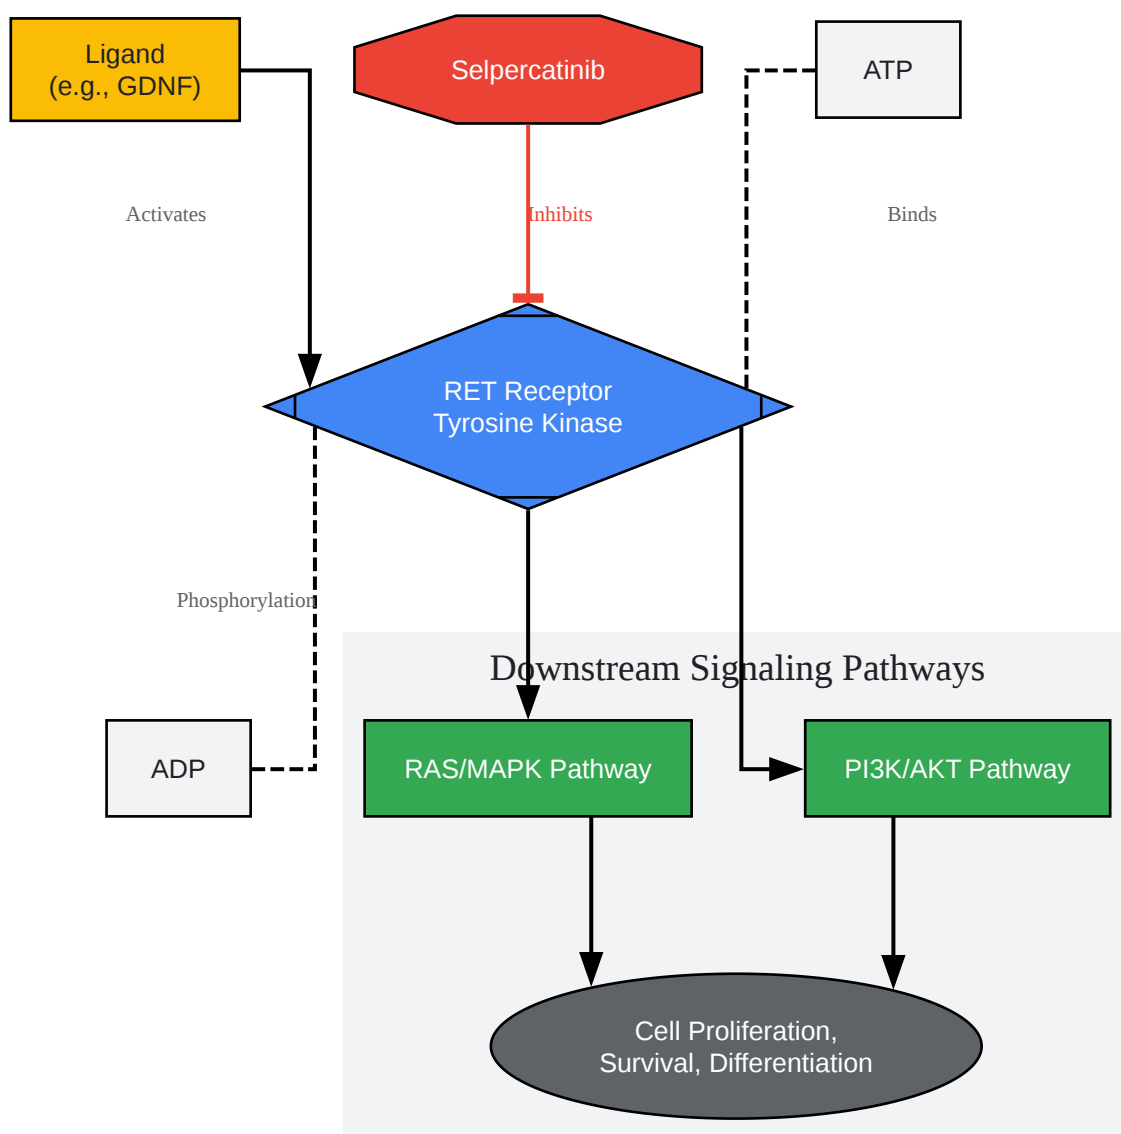 Ligand
(e.g., GDNF)
Selpercatinib
ATP
Activates
Inhibits
Binds
RET Receptor
Tyrosine Kinase
Phosphorylation
Downstream Signaling Pathways
ADP
RAS/MAPK Pathway
PI3K/AKT Pathway
Cell Proliferation,
Survival, Differentiation